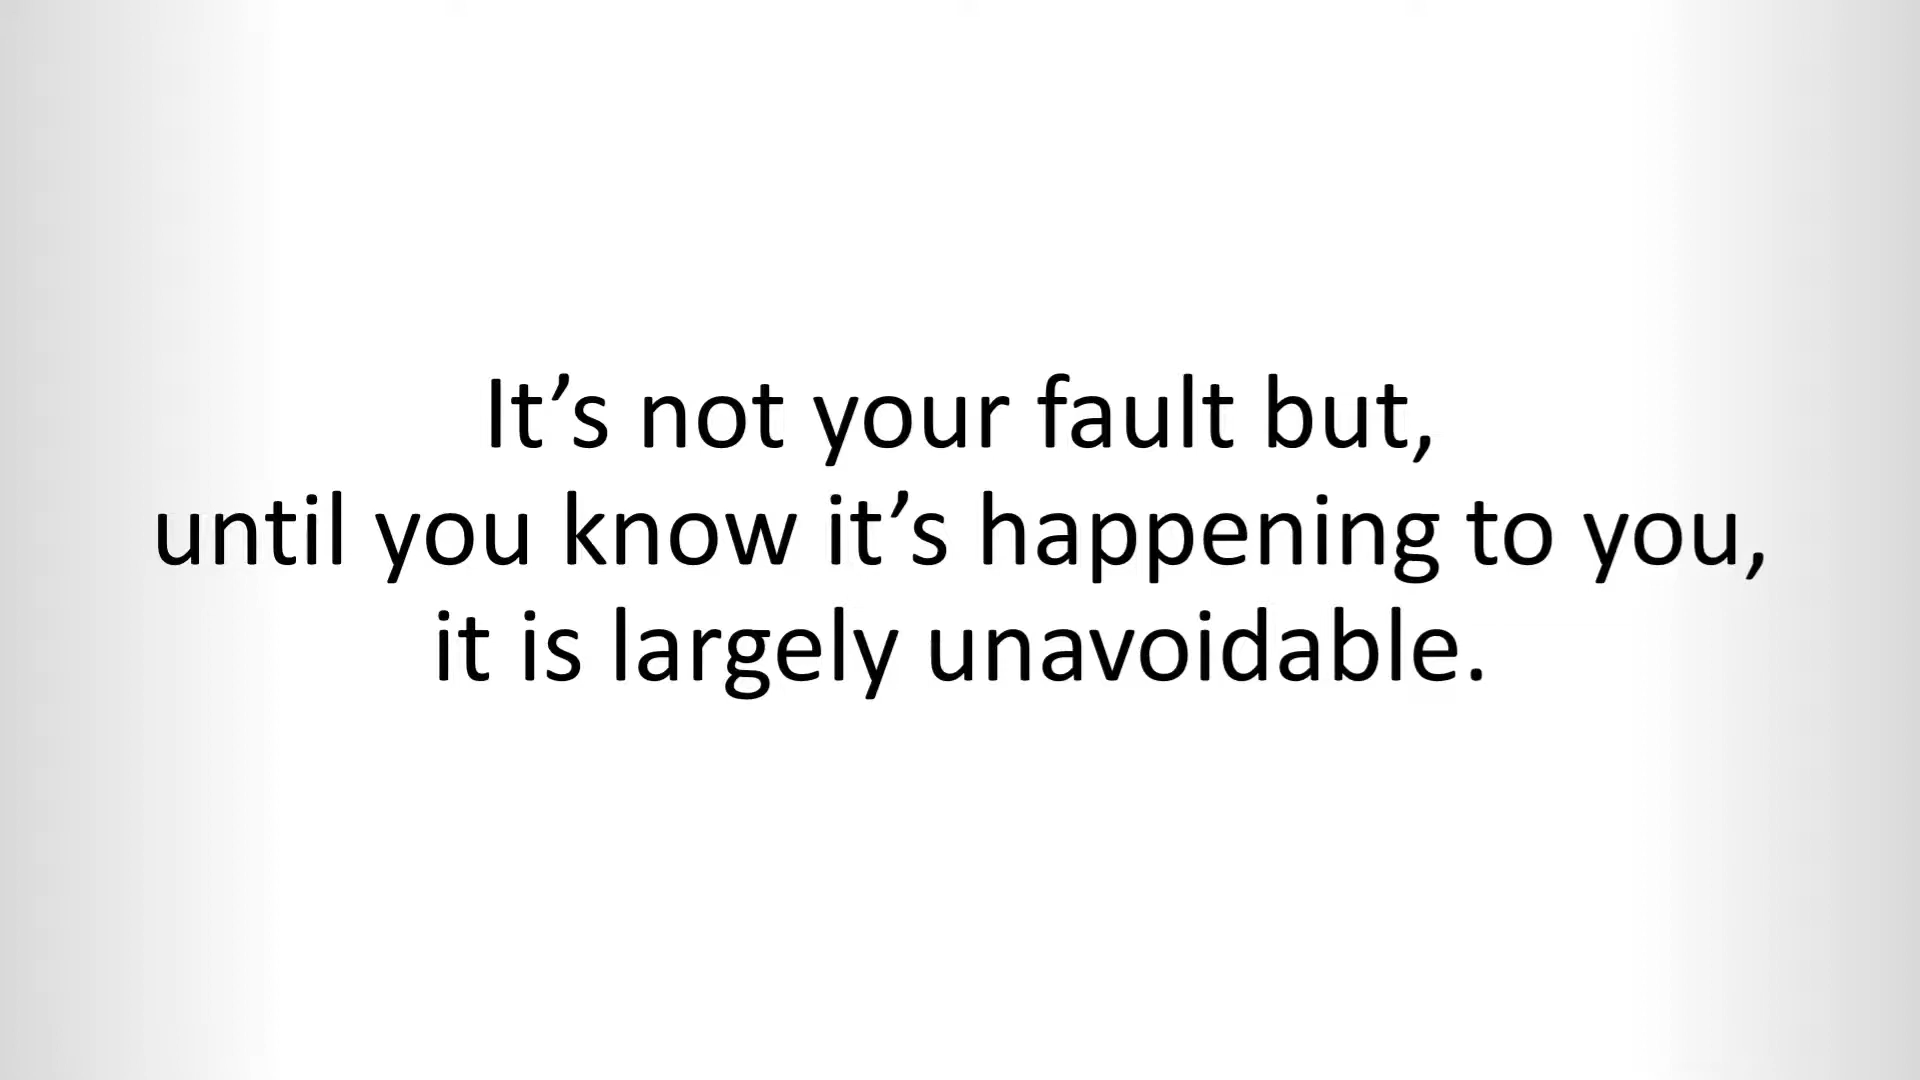 It’s not your fault but,
until you know it’s happening to you,
it is largely unavoidable.